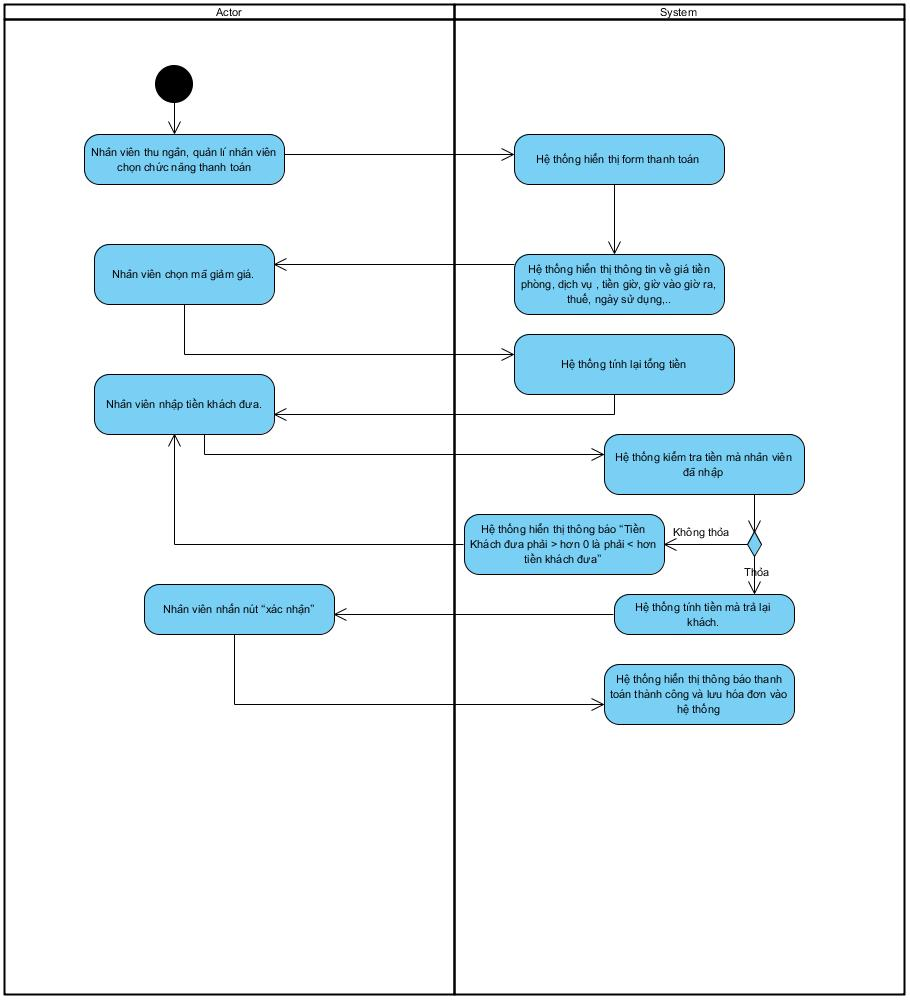 Actor
System
Nhân viên thu ngân, quản lí nhân viên
chọn chức năng thanh toán
Hệ thống hiển thị form thanh toán
Nhân viên chọn mã giảm giá.
Hệ thống hiển thị thông tin về giá tiền
phòng, dịch vụ , tiền giờ, giờ vào giờ ra,
thuế, ngày sử dụng,..
Hệ thống tính lại tổng tiền
Nhân viên nhập tiền khách đưa.
Hệ thống kiểm tra tiền mà nhân viên
đã nhập
Hệ thống hiển thị thông báo “Tiền
Khách đưa phải > hơn 0 là phải < hơn
tiền khách đưa”
Không thỏa
Thỏa
Nhân viên nhấn nút “xác nhận”
Hệ thống tính tiền mà trả lại
khách.
Hệ thống hiển thị thông báo thanh
toán thành công và lưu hóa đơn vào
hệ thống